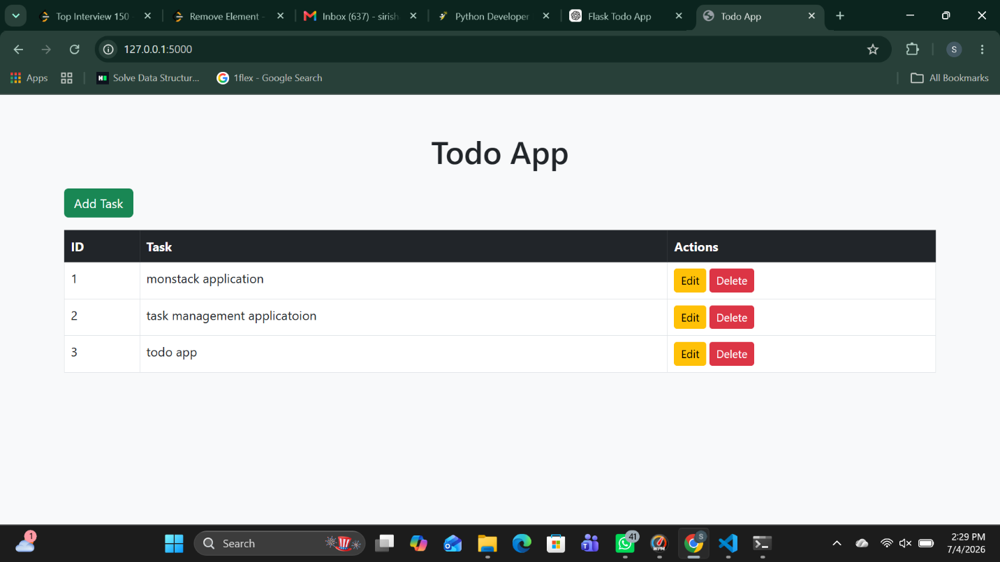 Top Interview 150
Remove Element -
Inbox (637) - sirish
Python Developer
Flask Todo App
Todo App
127.0.0.1:5000
S
Apps
Solve Data Structur...
1flex - Google Search
All Bookmarks
Todo App
Add Task
ID Task Actions
1 monstack application Edit Delete
2 task management applicatoion Edit Delete
3 todo app Edit Delete
1
Search
41
WPM
S
2:29 PM
7/4/2026